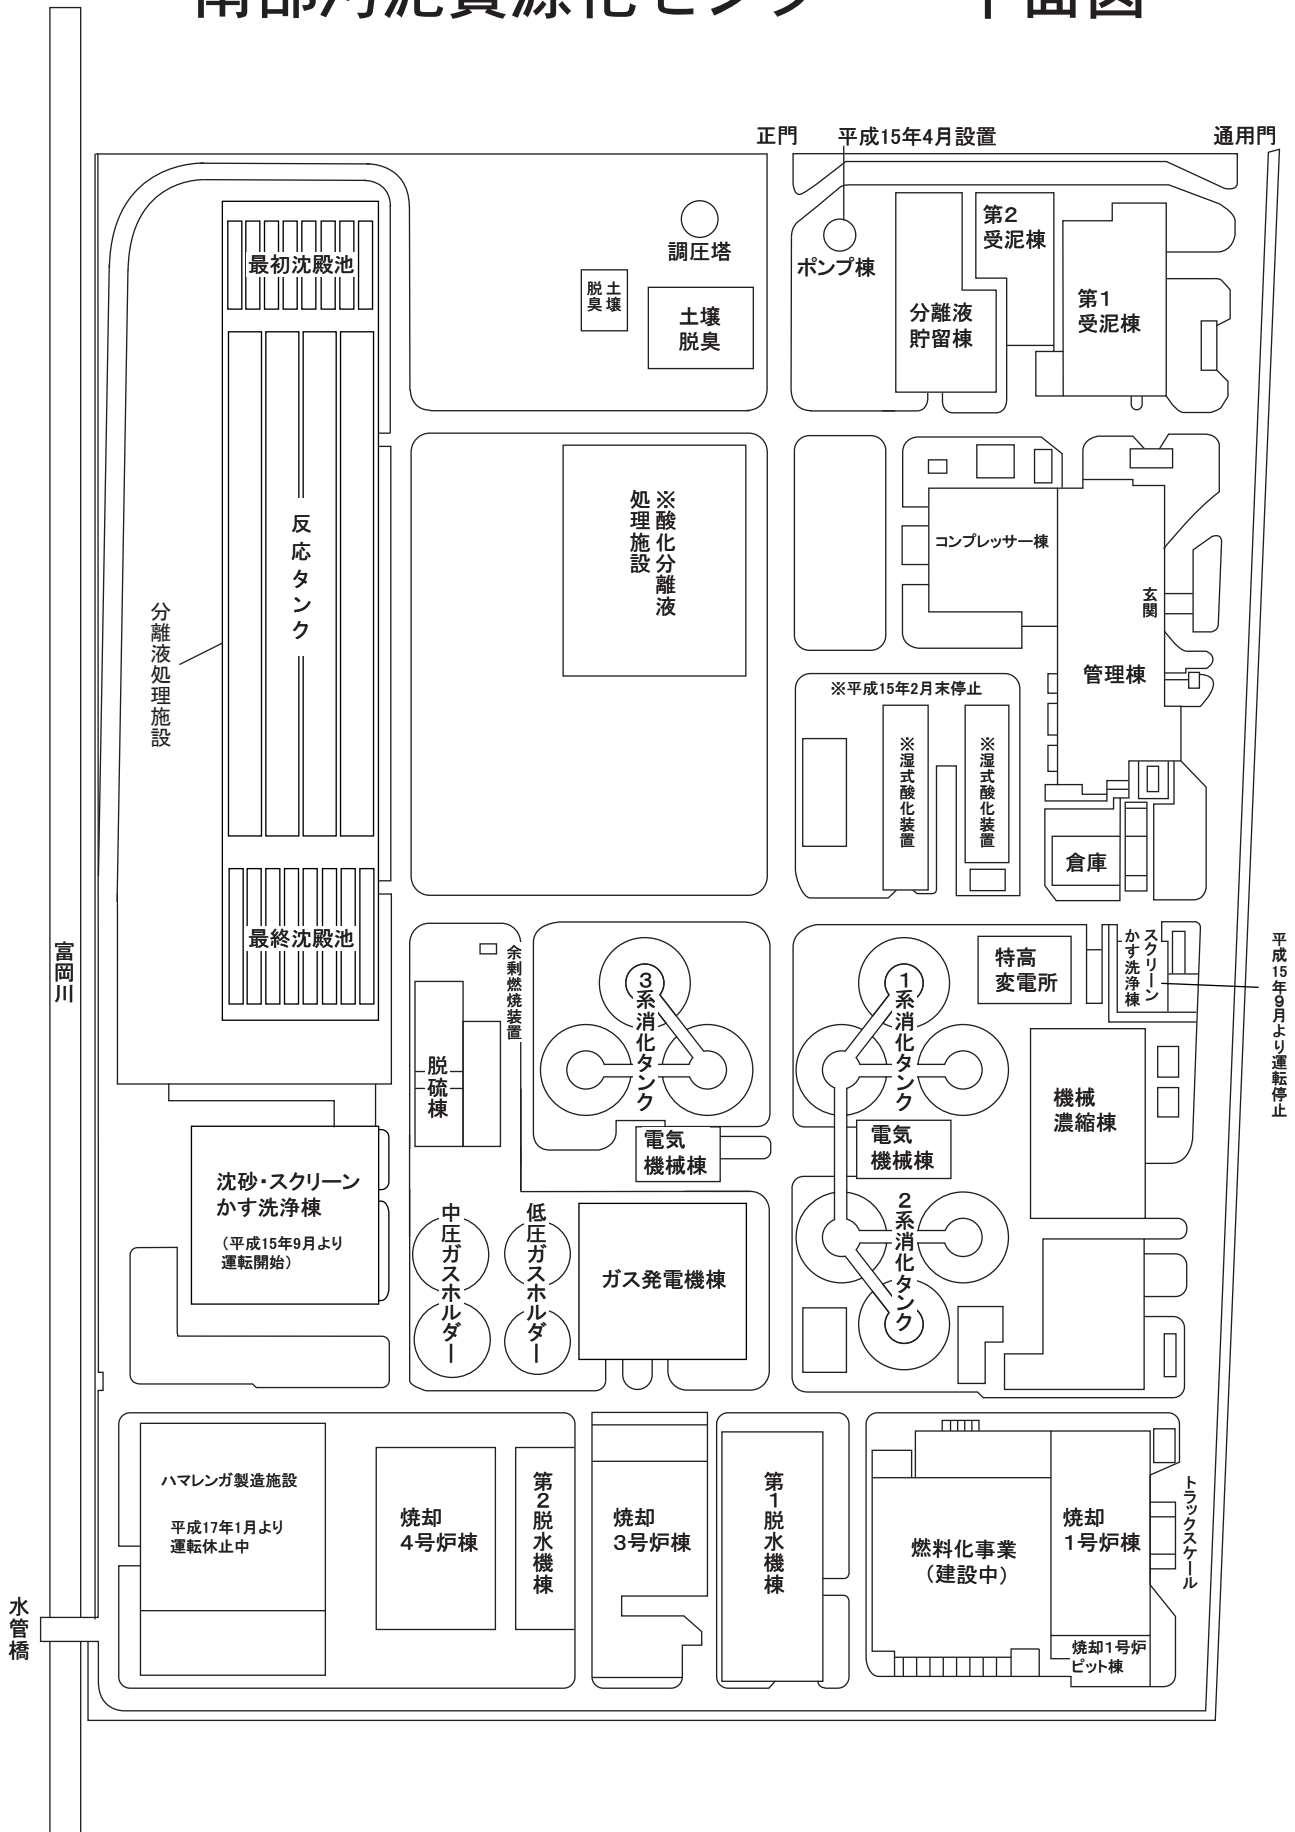 南部汚泥資源化センター 平面図
正門
平成15年4月設置
通用門
調圧塔
ポンプ棟
第2
受泥棟
土壌
脱臭
土壌
脱臭
分離液
貯留棟
第1
受泥棟
最初沈殿池
反応タンク
分離液処理施設
※酸化分離液
処理施設
コンプレッサー棟
玄関
管理棟
※平成15年2月末停止
※湿式酸化装置
※湿式酸化装置
倉庫
最終沈殿池
富岡川
余剰燃焼装置
脱硫棟
3系消化タンク
1系消化タンク
特高
変電所
スクリーン
かす洗浄棟
平成15年9月より運転停止
機械
濃縮棟
電気
機械棟
電気
機械棟
沈砂・スクリーン
かす洗浄棟
（平成15年9月より
運転開始）
中圧ガスホルダー
低圧ガスホルダー
ガス発電機棟
2系消化タンク
ハマレンガ製造施設
平成17年1月より
運転休止中
焼却
4号炉棟
第2脱水機棟
焼却
3号炉棟
第1脱水機棟
燃料化事業
（建設中）
焼却
1号炉棟
トラックスケール
焼却1号炉
ピット棟
水管橋